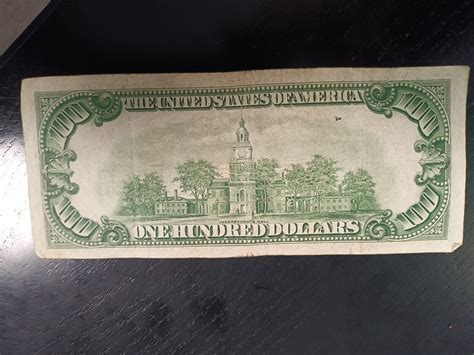 THE UNITED STATES OF AMERICA
100 100
INDEPENDENCE HALL
100 100
ONE HUNDRED DOLLARS